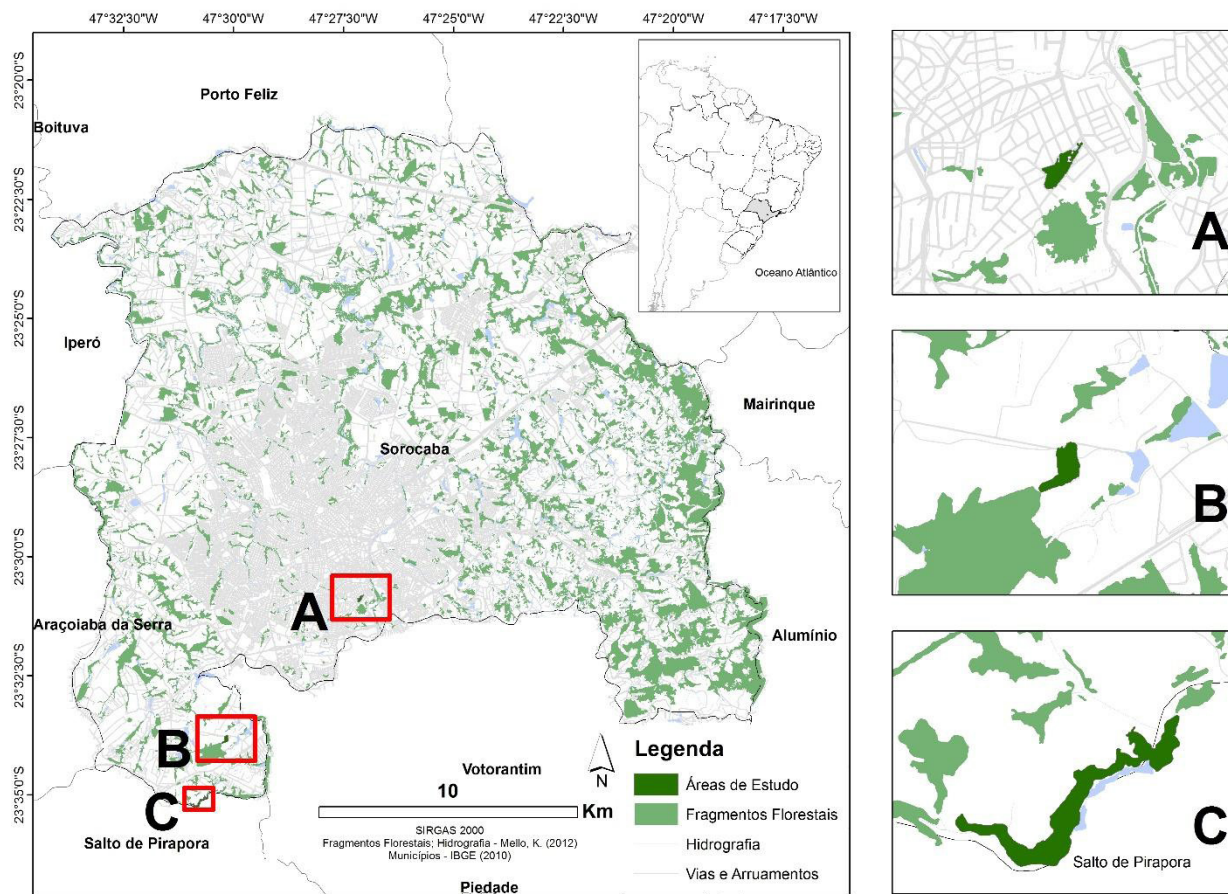 47°32'30"O 47°30'0"O 47°27'30"O 47°25'0"O 47°22'30"O 47°20'0"O 47°17'30"O
23°20'0"S
23°22'30"S
23°25'0"S
23°27'30"S
23°30'0"S
23°32'30"S
23°35'0"S
Porto Feliz
Boituva
Iperó
Sorocaba
Mairinque
Alumínio
Araçoiaba da Serra
Votorantim
Salto de Pirapora
Piedade
A
B
C
Oceano Atlântico
10
Km
SIRGAS 2000
Fragmentos Florestais; Hidrografia - Mello, K. (2012)
Municípios - IBGE (2010)
N
Legenda
Áreas de Estudo
Fragmentos Florestais
Hidrografia
Vias e Arruamentos
A
B
Salto de Pirapora
C